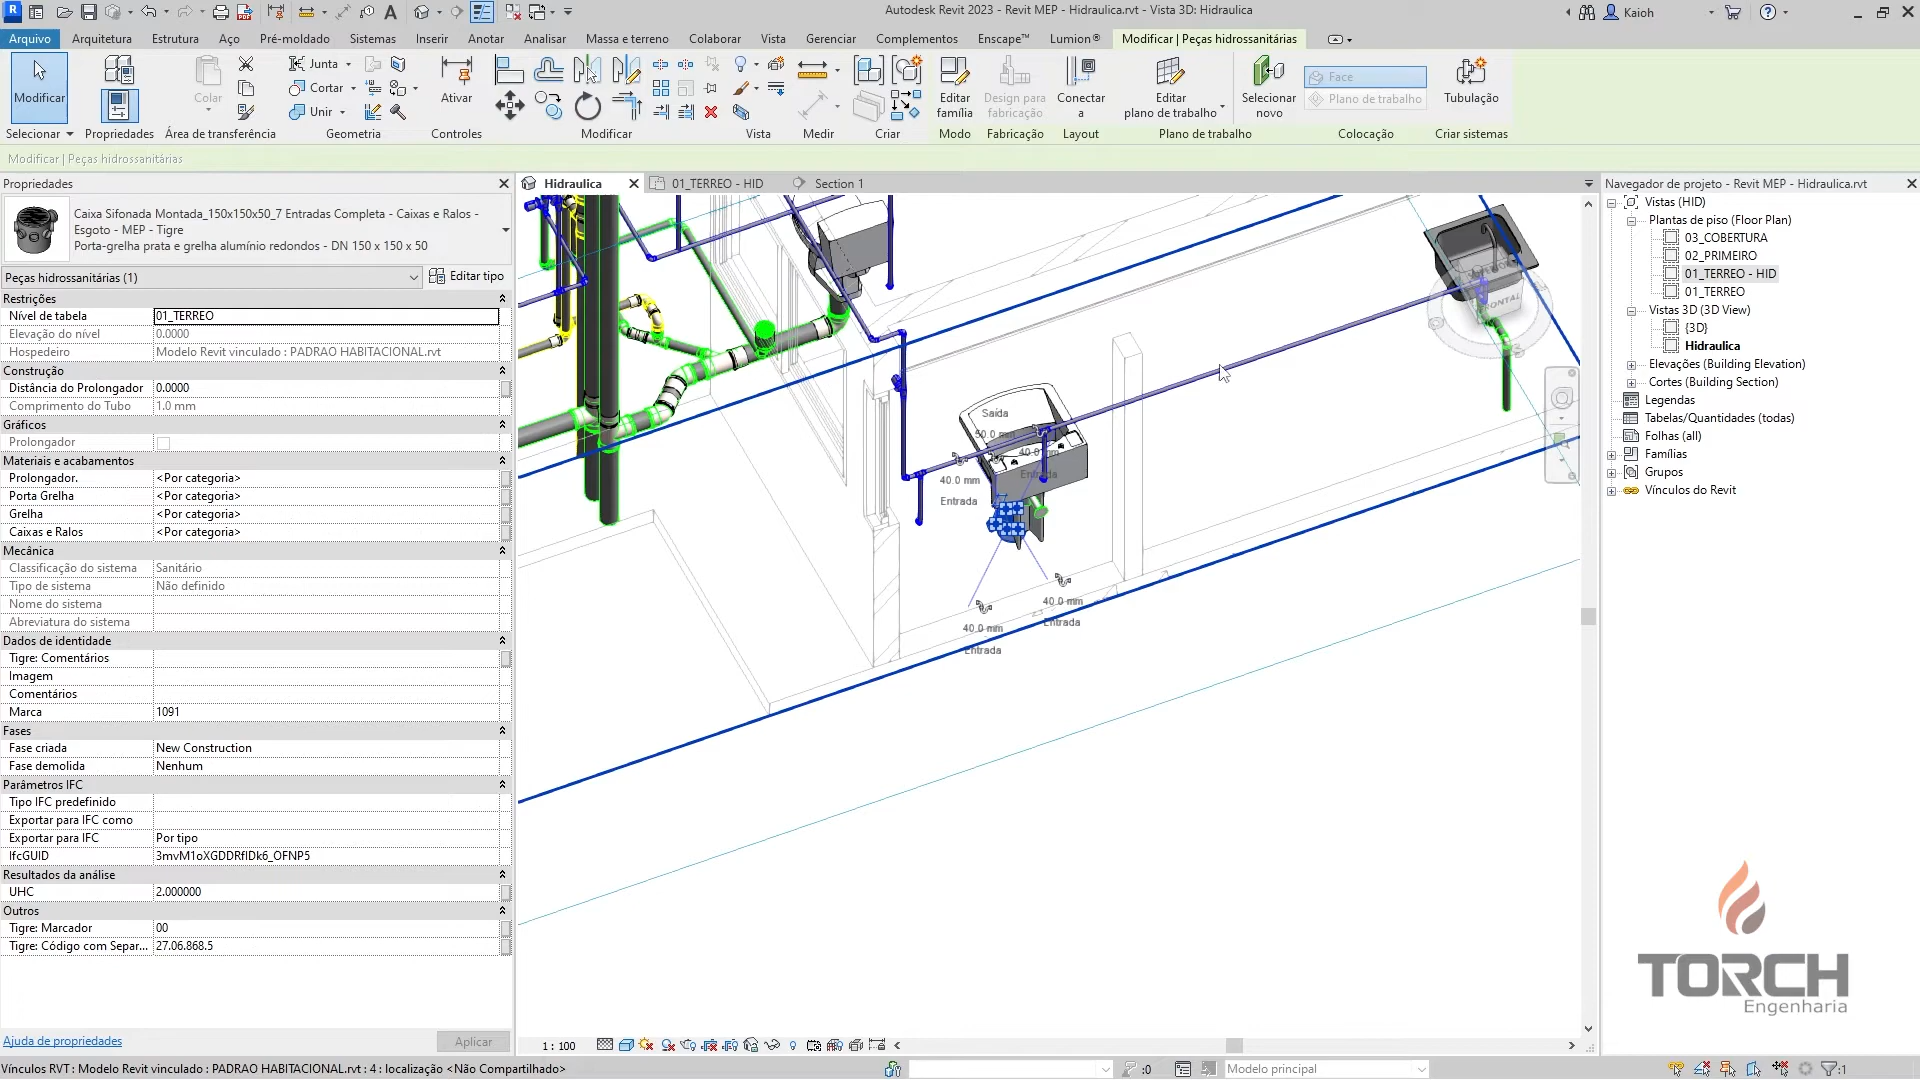 Autodesk Revit 2023 - Revit MEP - Hidraulica.rvt - Vista 3D: Hidraulica
Kaioh
Arquivo
Arquitetura
Estrutura
Aço
Pré-moldado
Sistemas
Inserir
Anotar
Analisar
Massa e terreno
Colaborar
Vista
Gerenciar
Complementos
Enscape™
Lumion®
Modificar | Peças hidrossanitárias
Modificar
Colar
Junta
Cortar
Unir
Ativar
Editar família
Design para fabricação
Conectar a
Editar plano de trabalho
Selecionar novo
Face
Plano de trabalho
Tubulação
Selecionar
Propriedades
Área de transferência
Geometria
Controles
Modificar
Vista
Medir
Criar
Modo
Fabricação
Layout
Plano de trabalho
Colocação
Criar sistemas
Modificar | Peças hidrossanitárias
Propriedades
Caixa Sifonada Montada_150x150x50_7 Entradas Completa - Caixas e Ralos -
Esgoto - MEP - Tigre
Porta-grelha prata e grelha alumínio redondos - DN 150 x 150 x 50
Peças hidrossanitárias (1)
Editar tipo
Restrições
Nível de tabela 01_TERREO
Elevação do nível 0.0000
Hospedeiro Modelo Revit vinculado : PADRAO HABITACIONAL.rvt
Construção
Distância do Prolongador 0.0000
Comprimento do Tubo 1.0 mm
Gráficos
Prolongador
Materiais e acabamentos
Prolongador. <Por categoria>
Porta Grelha <Por categoria>
Grelha <Por categoria>
Caixas e Ralos <Por categoria>
Mecânica
Classificação do sistema Sanitário
Tipo de sistema Não definido
Nome do sistema
Abreviatura do sistema
Dados de identidade
Tigre: Comentários
Imagem
Comentários
Marca 1091
Fases
Fase criada New Construction
Fase demolida Nenhum
Parâmetros IFC
Tipo IFC predefinido
Exportar para IFC como
Exportar para IFC Por tipo
IfcGUID 3mvM1oXGDDRfIDk6_OFNP5
Resultados da análise
UHC 2.000000
Outros
Tigre: Marcador 00
Tigre: Código com Separ... 27.06.868.5
Ajuda de propriedades
Aplicar
Hidraulica
01_TERREO - HID
Section 1
Saída
50.0 mm
40.0 mm
Entrada
40.0 mm
Entrada
40.0 mm
Entrada
40.0 mm
Entrada
FRONTAL
1 : 100
Navegador de projeto - Revit MEP - Hidraulica.rvt
Vistas (HID)
Plantas de piso (Floor Plan)
03_COBERTURA
02_PRIMEIRO
01_TERREO - HID
01_TERREO
Vistas 3D (3D View)
{3D}
Hidraulica
Elevações (Building Elevation)
Cortes (Building Section)
Legendas
Tabelas/Quantidades (todas)
Folhas (all)
Famílias
Grupos
Vínculos do Revit
TORCH
Engenharia
Vínculos RVT : Modelo Revit vinculado : PADRAO HABITACIONAL.rvt : 4 : localização <Não Compartilhado>
:0
Modelo principal
:1